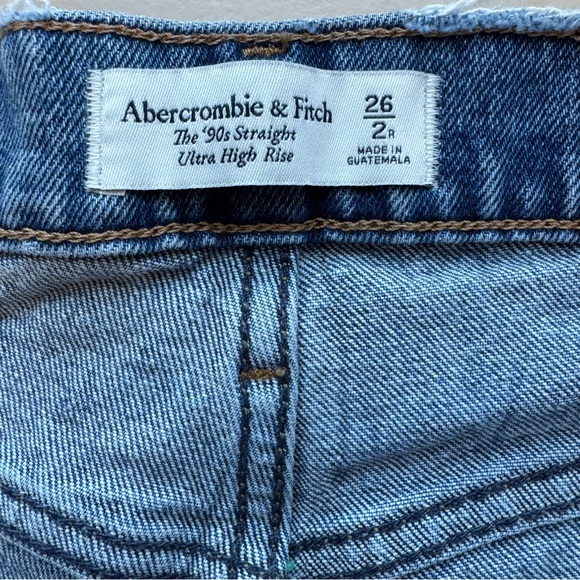 Abercrombie & Fitch
The '90s Straight
Ultra High Rise
26
2R
MADE IN
GUATEMALA